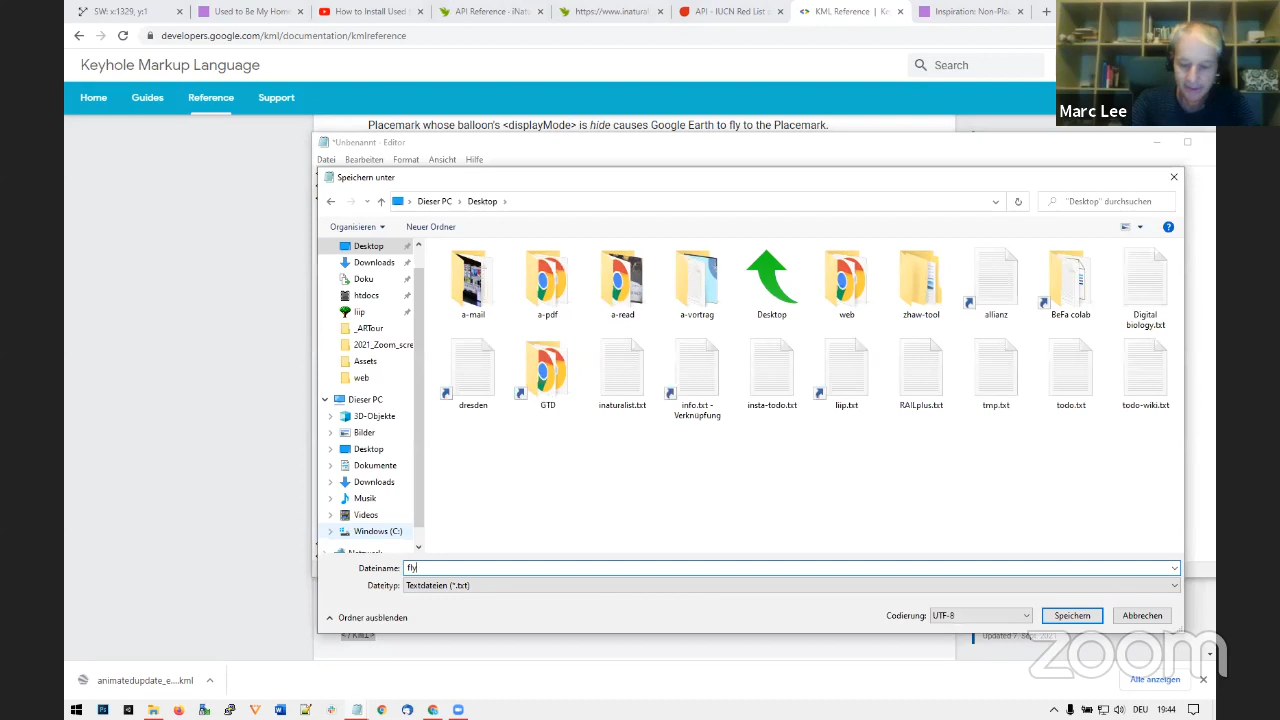 SW: x:1329, y:1
Used to Be My Home
How to Install Used
API Reference · iNat
https://www.inatural
API – IUCN Red List
KML Reference | Ke
Inspiration: Non-Pla
developers.google.com/kml/documentation/kmlreference
Keyhole Markup Language
Search
Home
Guides
Reference
Support
Marc Lee
Placemark whose balloon's <displayMode> is hide causes Google Earth to fly to the Placemark.
*Unbenannt - Editor
Datei Bearbeiten Format Ansicht Hilfe
Speichern unter
Dieser PC
Desktop
"Desktop" durchsuchen
Organisieren
Neuer Ordner
Desktop
Downloads
Doku
htdocs
liip
_ARTour
2021_Zoom_scre
Assets
web
Dieser PC
3D-Objekte
Bilder
Desktop
Dokumente
Downloads
Musik
Videos
Windows (C:)
a-mail
a-pdf
a-read
a-vortrag
Desktop
web
zhaw-tool
allianz
BeFa colab
Digital
biology.txt
dresden
GTD
inaturalist.txt
info.txt -
Verknüpfung
insta-todo.txt
liip.txt
RAILplus.txt
tmp.txt
todo.txt
todo-wiki.txt
Dateiname: fly
Dateityp: Textdateien (*.txt)
Ordner ausblenden
Codierung: UTF-8
Speichern
Abbrechen
zoom
animatedupdate_e....kml
Alle anzeigen
DEU
19:44